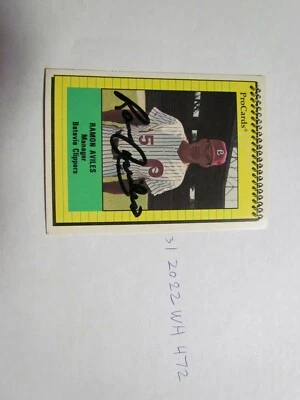 ProCards®
RAMON AVILES
Manager
Batavia Clippers
31 2022 WH 472